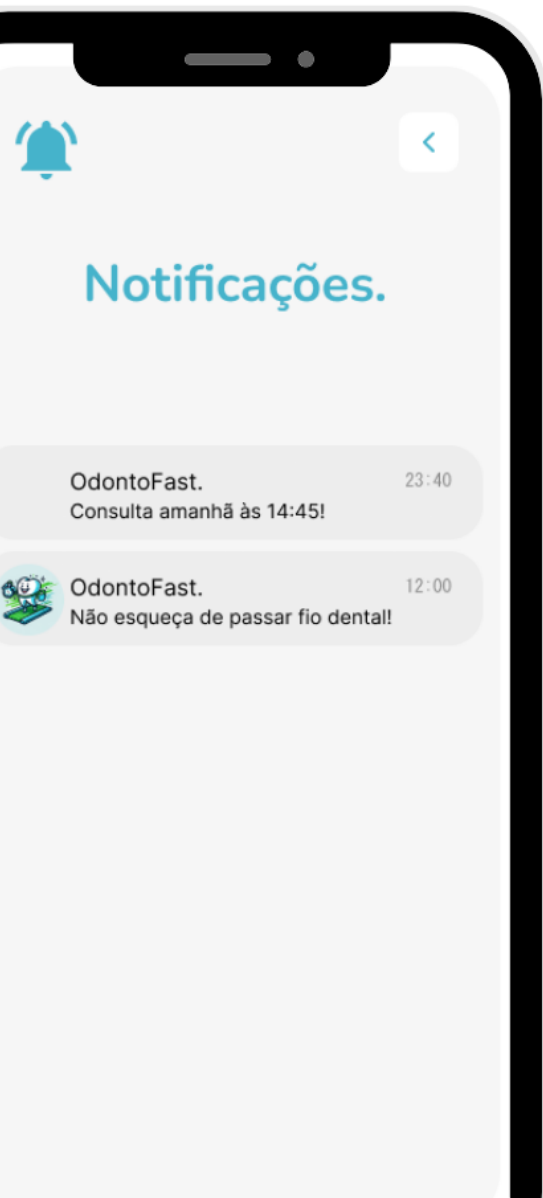 Notificações.
OdontoFast.
23:40
Consulta amanhã às 14:45!
OdontoFast.
12:00
Não esqueça de passar fio dental!